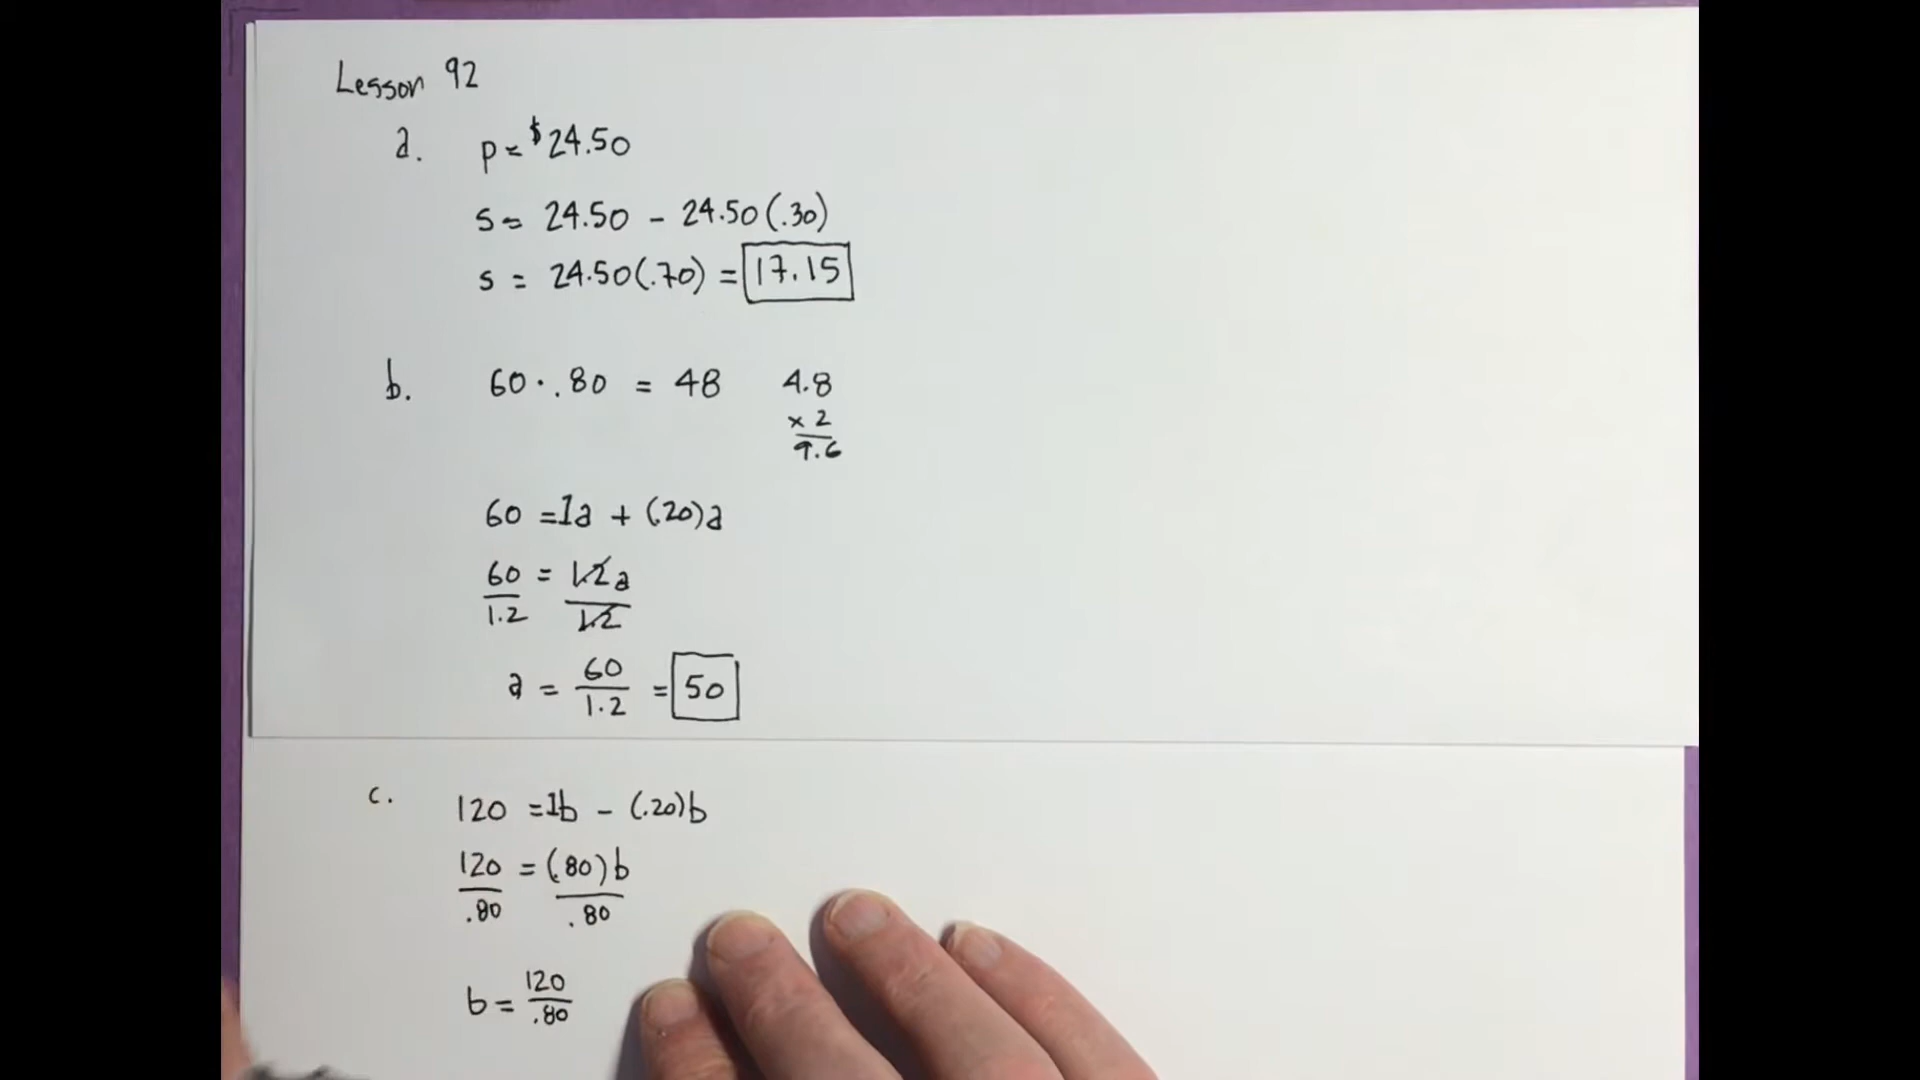 Lesson 92
a. p = $24.50
s = 24.50 - 24.50(.30)
s = 24.50(.70) = 17.15
b. 60 · .80 = 48
4.8
x 2
9.6
60 = 1a + (.20)a
60 = 1.2a
1.2 1.2
a = 60/1.2 = 50
c. 120 = 1b - (.20)b
120 = (.80)b
.80 .80
b = 120/.80